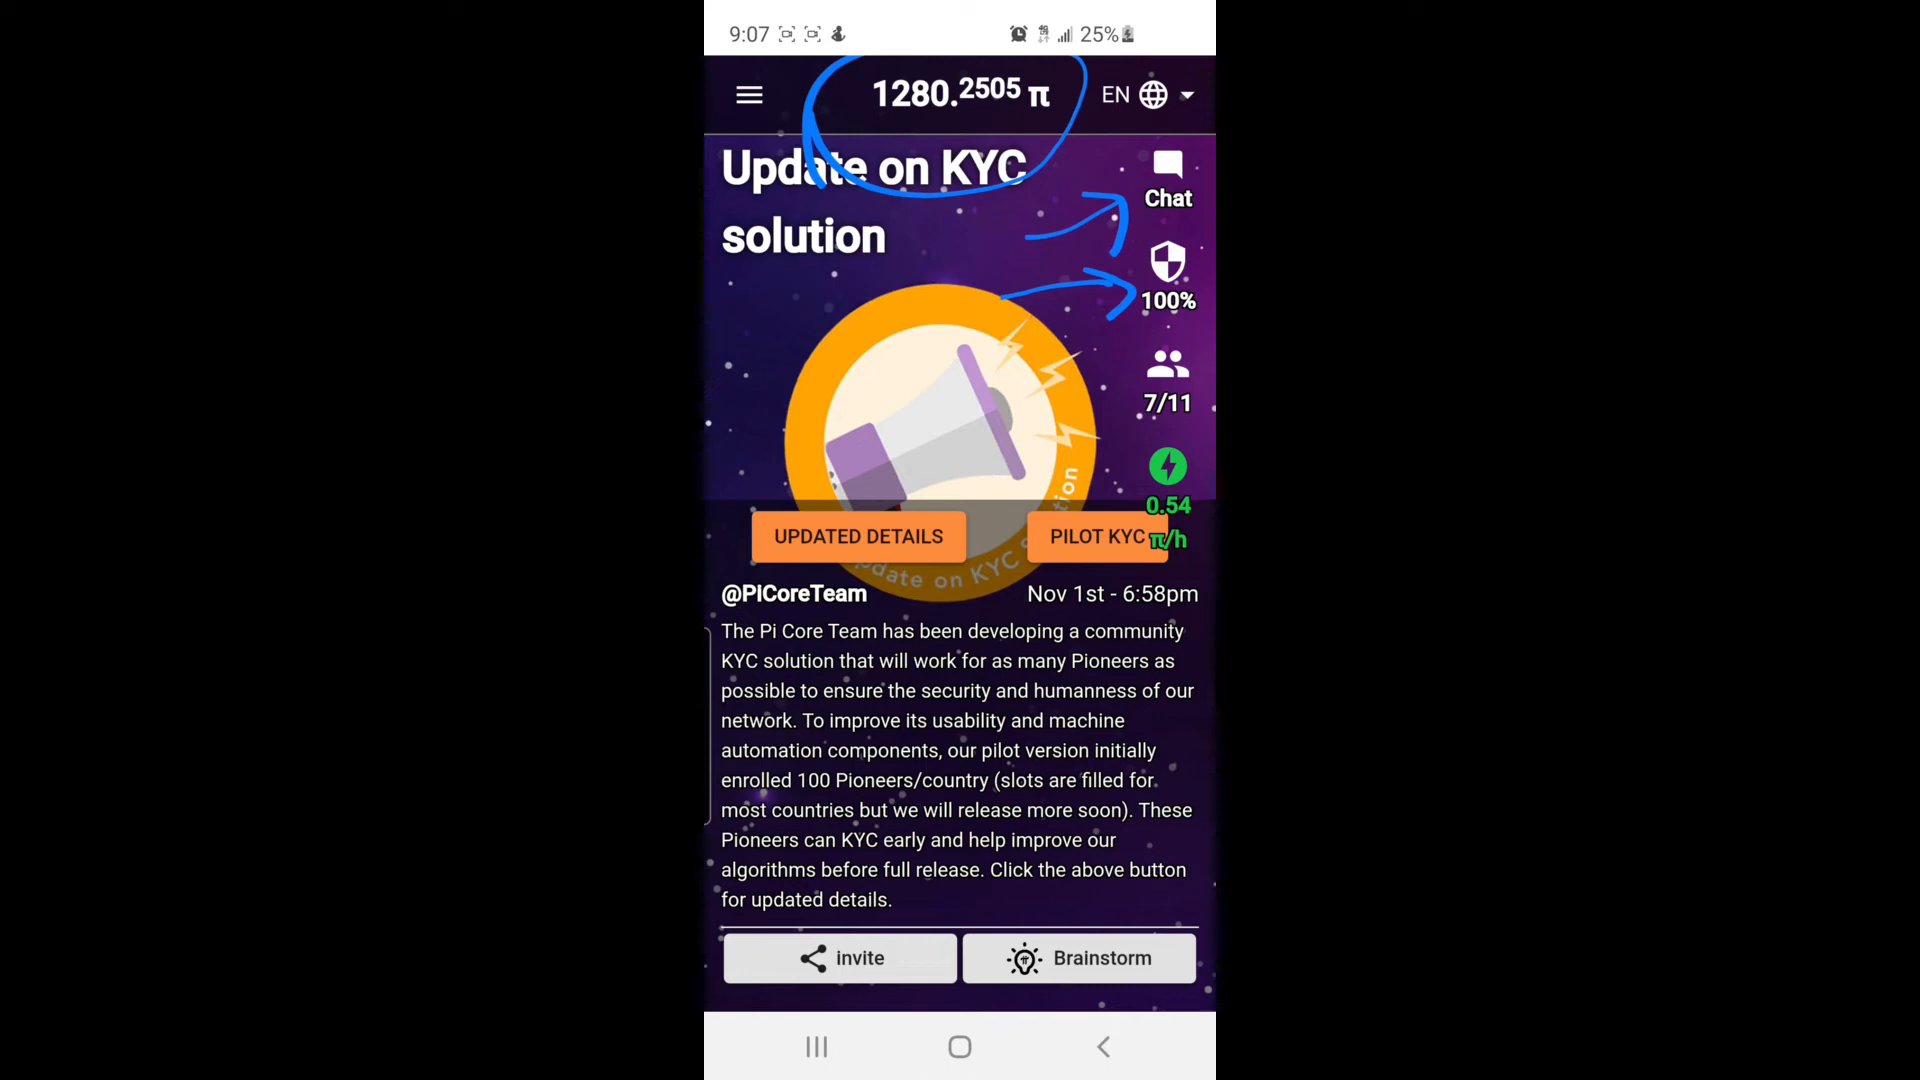 9:07
25%
1280.2505 π
EN
Update on KYC
solution
Chat
100%
7/11
0.54
π/h
UPDATED DETAILS
PILOT KYC
pdate on KYC
tion
@PiCoreTeam
Nov 1st - 6:58pm
The Pi Core Team has been developing a community
KYC solution that will work for as many Pioneers as
possible to ensure the security and humanness of our
network. To improve its usability and machine
automation components, our pilot version initially
enrolled 100 Pioneers/country (slots are filled for
most countries but we will release more soon). These
Pioneers can KYC early and help improve our
algorithms before full release. Click the above button
for updated details.
invite
Brainstorm